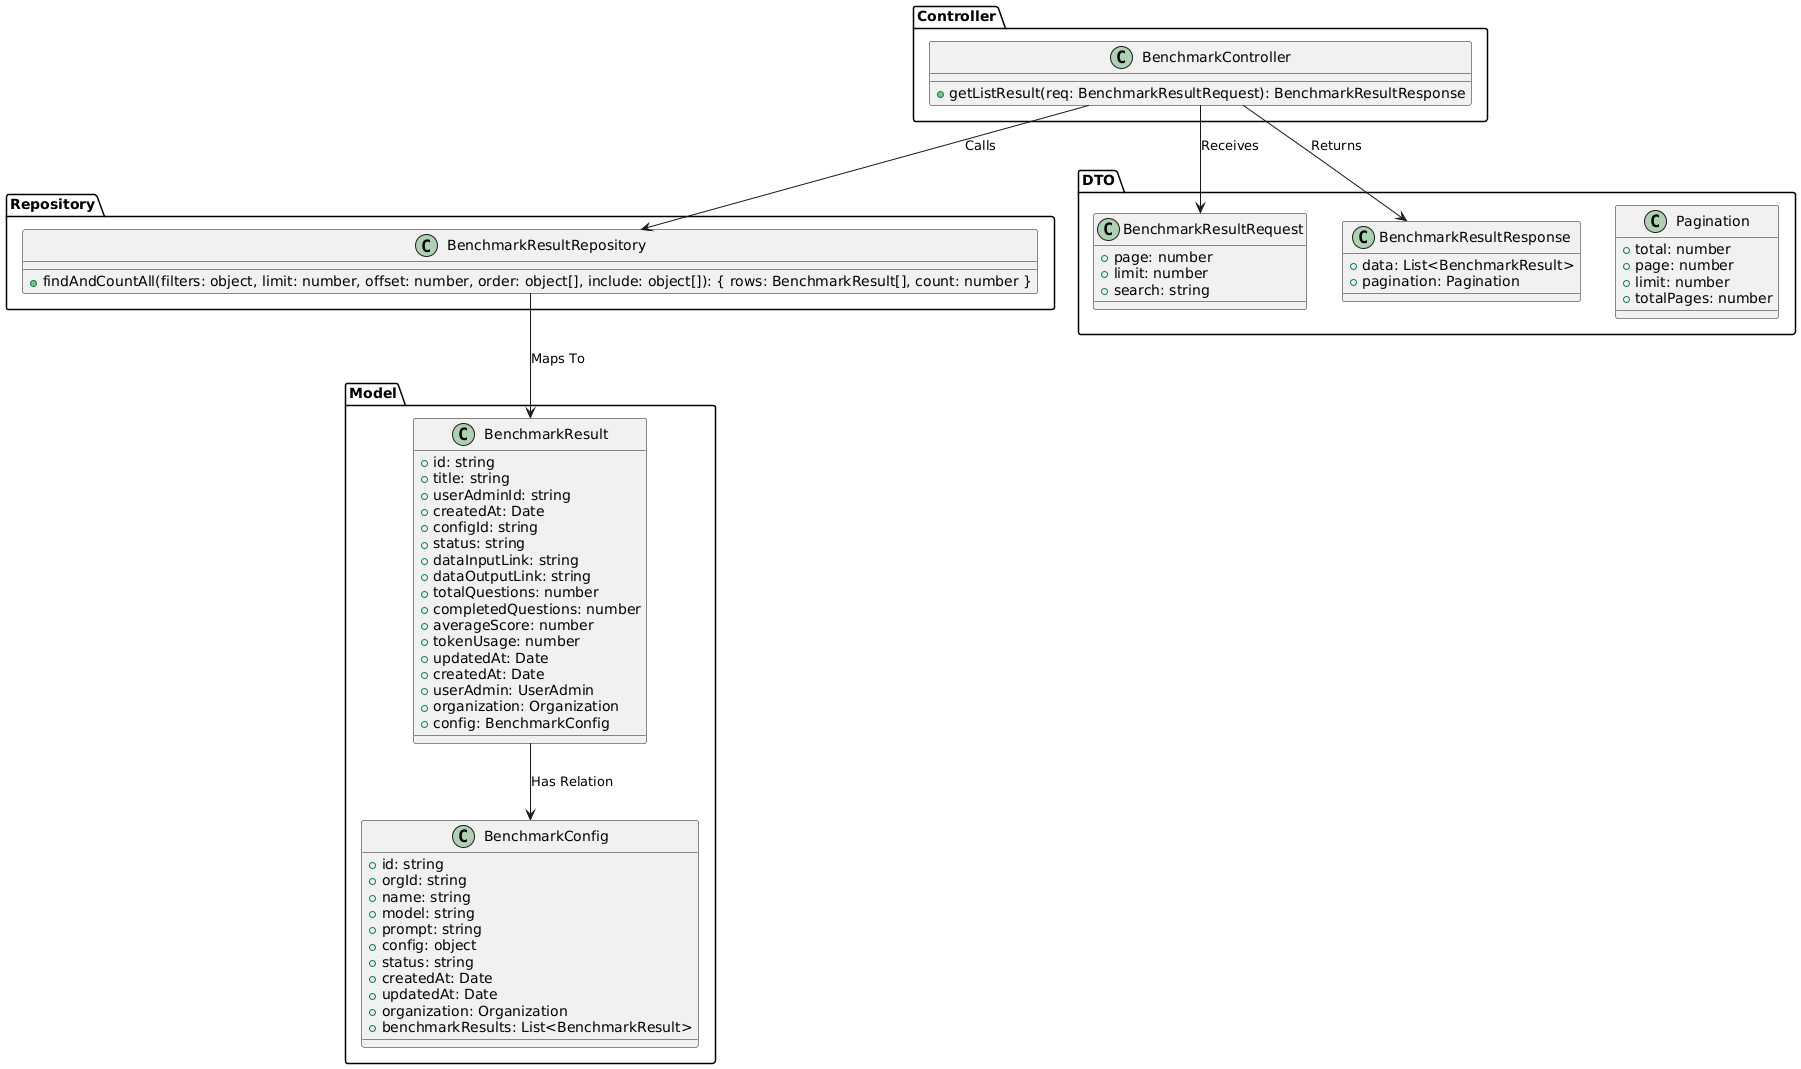 Controller
BenchmarkController
getListResult(req: BenchmarkResultRequest): BenchmarkResultResponse
Calls
Receives
Returns
Repository
BenchmarkResultRepository
findAndCountAll(filters: object, limit: number, offset: number, order: object[], include: object[]): { rows: BenchmarkResult[], count: number }
DTO
BenchmarkResultRequest
page: number
limit: number
search: string
BenchmarkResultResponse
data: List<BenchmarkResult>
pagination: Pagination
Pagination
total: number
page: number
limit: number
totalPages: number
Maps To
Model
BenchmarkResult
id: string
title: string
userAdminId: string
createdAt: Date
configId: string
status: string
dataInputLink: string
dataOutputLink: string
totalQuestions: number
completedQuestions: number
averageScore: number
tokenUsage: number
updatedAt: Date
createdAt: Date
userAdmin: UserAdmin
organization: Organization
config: BenchmarkConfig
Has Relation
BenchmarkConfig
id: string
orgId: string
name: string
model: string
prompt: string
config: object
status: string
createdAt: Date
updatedAt: Date
organization: Organization
benchmarkResults: List<BenchmarkResult>